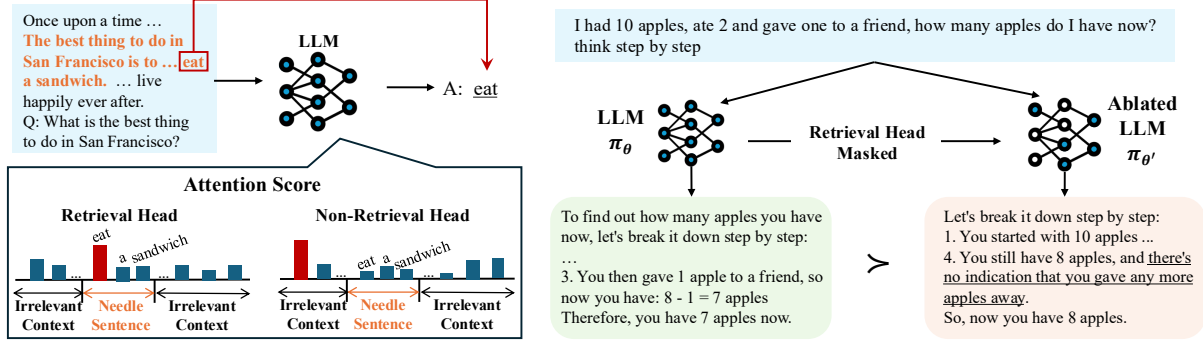 Once upon a time …
The best thing to do in
San Francisco is to … eat
a sandwich. … live
happily ever after.
Q: What is the best thing
to do in San Francisco?
LLM
A: eat
Attention Score
Retrieval Head
eat
a
sandwich
...
...
Irrelevant
Context
Needle
Sentence
Irrelevant
Context
Non-Retrieval Head
eat
a
sandwich
...
...
Irrelevant
Context
Needle
Sentence
Irrelevant
Context
I had 10 apples, ate 2 and gave one to a friend, how many apples do I have now?
think step by step
LLM
πθ
Retrieval Head
Masked
Ablated
LLM
πθ′
To find out how many apples you have
now, let's break it down step by step:
…
3. You then gave 1 apple to a friend, so
now you have: 8 - 1 = 7 apples
Therefore, you have 7 apples now.
≻
Let's break it down step by step:
1. You started with 10 apples ...
4. You still have 8 apples, and there's
no indication that you gave any more
apples away.
So, now you have 8 apples.